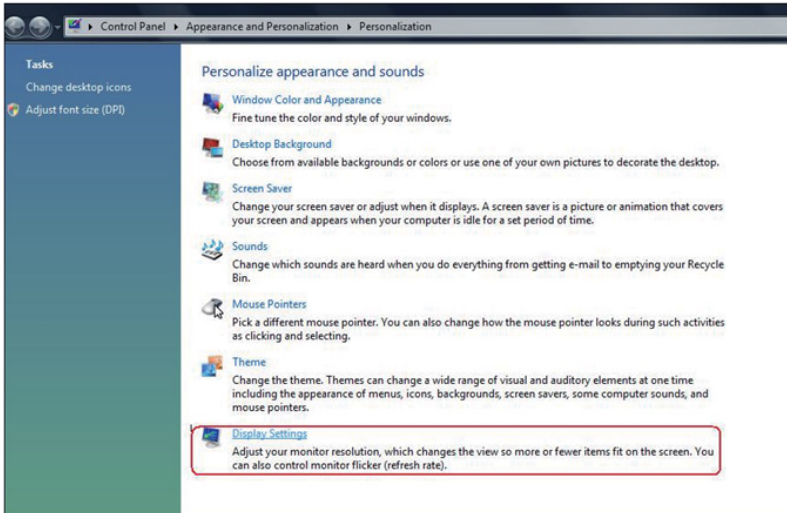 Control Panel ▸ Appearance and Personalization ▸ Personalization
Tasks
Change desktop icons
Adjust font size (DPI)
Personalize appearance and sounds
Window Color and Appearance
Fine tune the color and style of your windows.
Desktop Background
Choose from available backgrounds or colors or use one of your own pictures to decorate the desktop.
Screen Saver
Change your screen saver or adjust when it displays. A screen saver is a picture or animation that covers
your screen and appears when your computer is idle for a set period of time.
Sounds
Change which sounds are heard when you do everything from getting e-mail to emptying your Recycle
Bin.
Mouse Pointers
Pick a different mouse pointer. You can also change how the mouse pointer looks during such activities
as clicking and selecting.
Theme
Change the theme. Themes can change a wide range of visual and auditory elements at one time
including the appearance of menus, icons, backgrounds, screen savers, some computer sounds, and
mouse pointers.
Display Settings
Adjust your monitor resolution, which changes the view so more or fewer items fit on the screen. You
can also control monitor flicker (refresh rate).